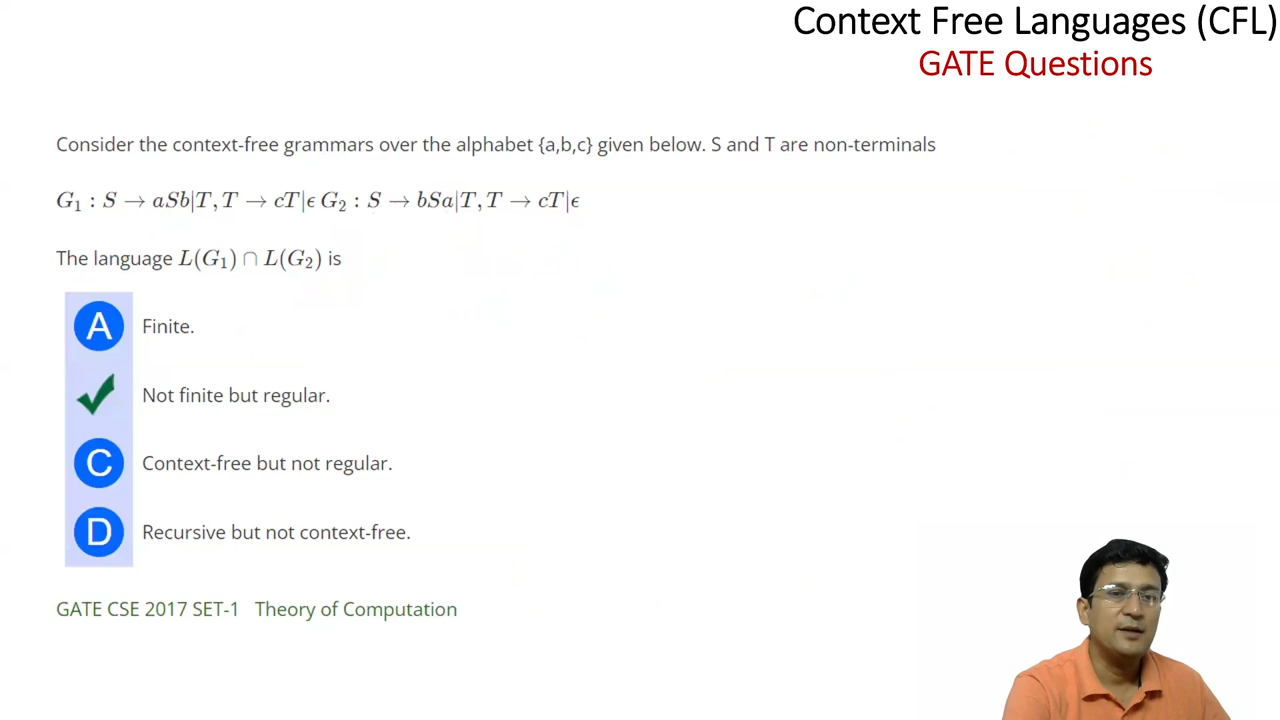 Context Free Languages (CFL)
GATE Questions
Consider the context-free grammars over the alphabet {a,b,c} given below. S and T are non-terminals
G₁ : S → aSb|T, T → cT|ϵ G₂ : S → bSa|T, T → cT|ϵ
The language L(G₁) ∩ L(G₂) is
A Finite.
Not finite but regular.
C Context-free but not regular.
D Recursive but not context-free.
GATE CSE 2017 SET-1 Theory of Computation